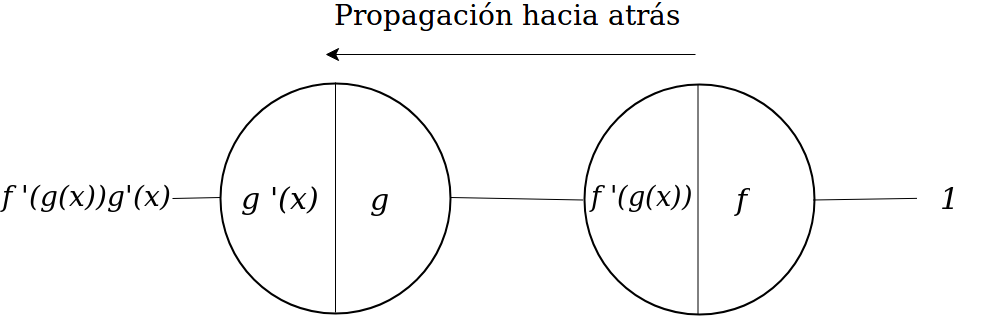 Propagación hacia atrás
f '(g(x))g'(x) g '(x) g f '(g(x)) f 1